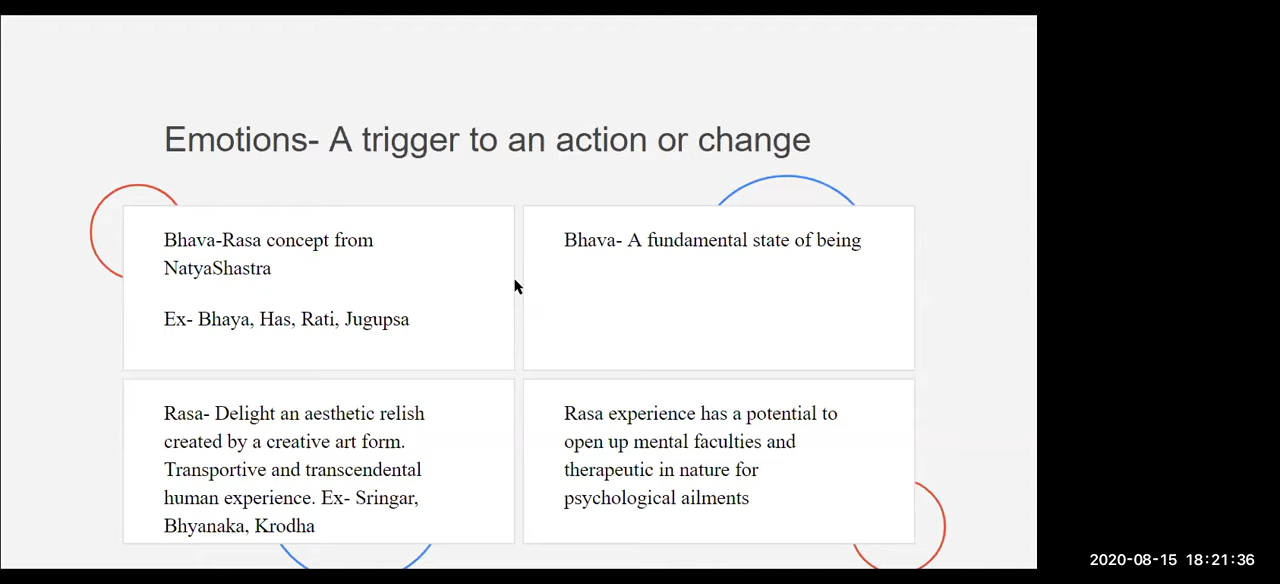 Emotions- A trigger to an action or change
Bhava-Rasa concept from
NatyaShastra
Ex- Bhaya, Has, Rati, Jugupsa
Bhava- A fundamental state of being
Rasa- Delight an aesthetic relish
created by a creative art form.
Transportive and transcendental
human experience. Ex- Sringar,
Bhyanaka, Krodha
Rasa experience has a potential to
open up mental faculties and
therapeutic in nature for
psychological ailments
2020-08-15 18:21:36